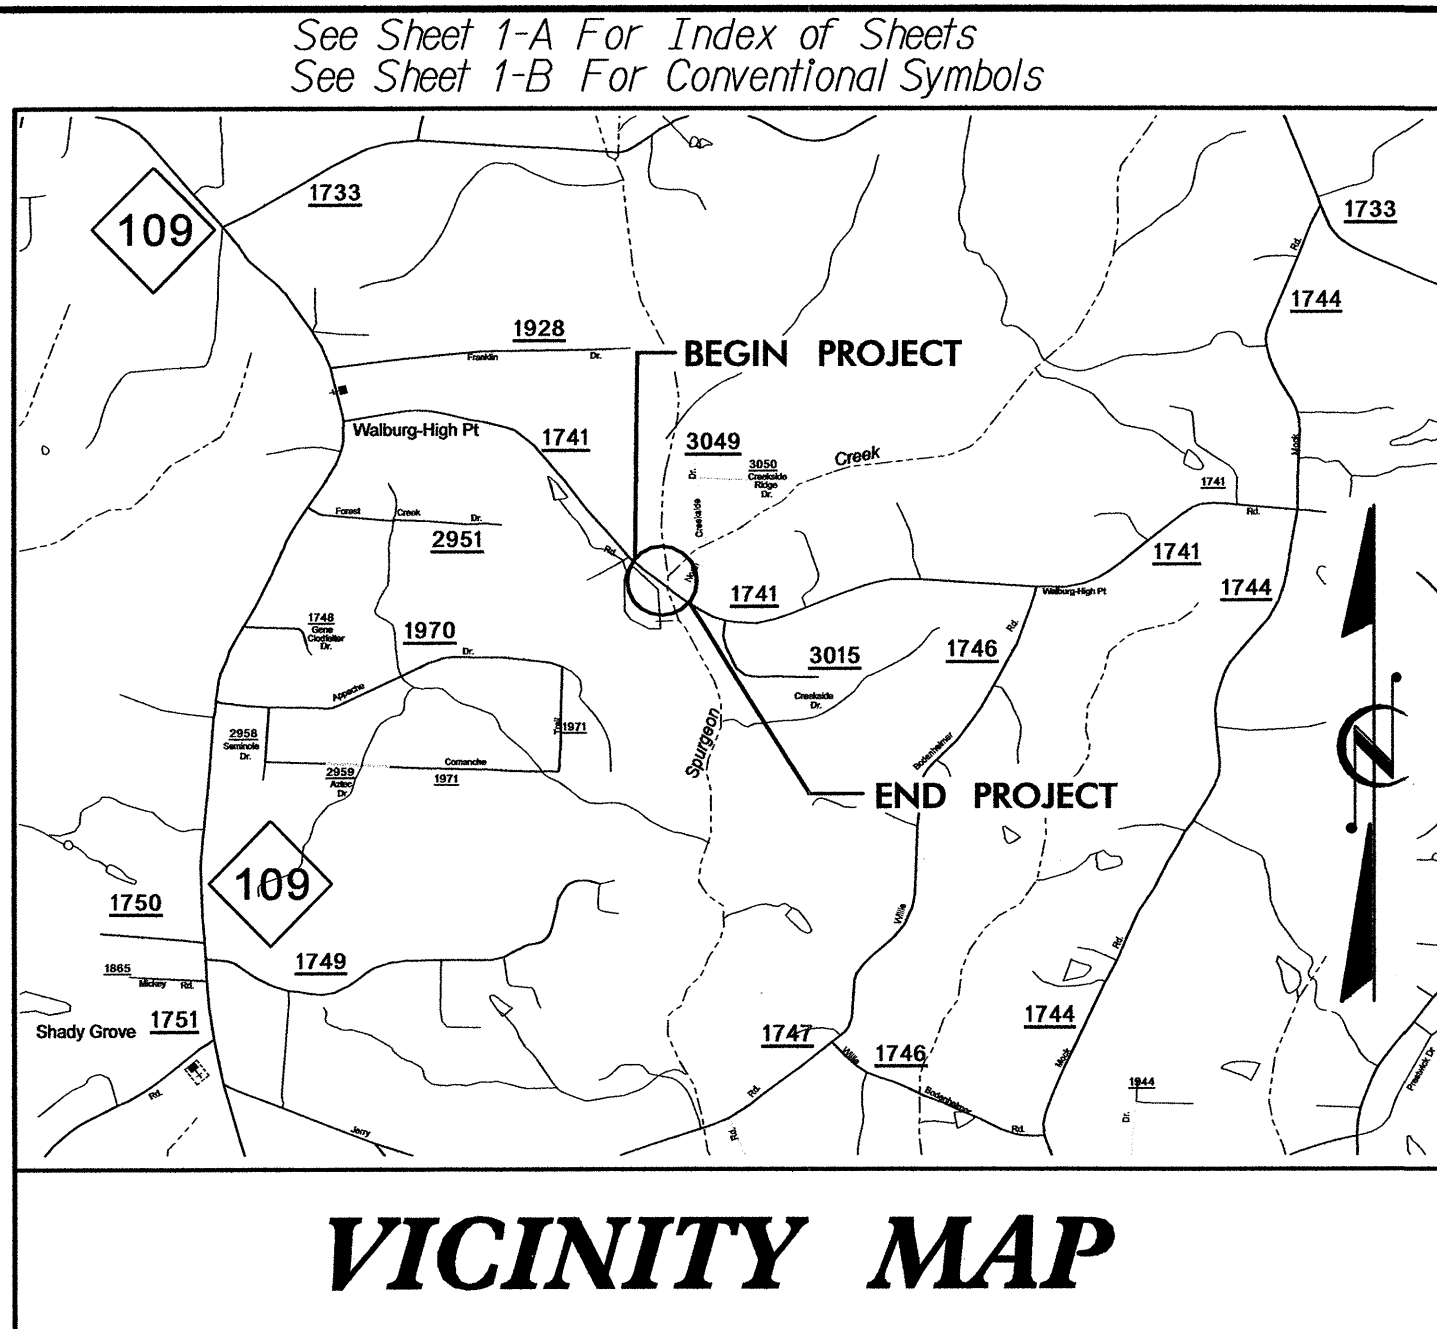 See Sheet 1-A For Index of Sheets
See Sheet 1-B For Conventional Symbols
109
1733
1733
Rd.
1744
1928
Franklin Dr.
BEGIN PROJECT
Walburg-High Pt
1741
3049
Dr.
3050
Creekside
Ridge
Dr.
Creek
Mock
1741
Rd.
Forest Creek Dr.
2951
Creekside
Rd.
1741
1741
1744
Walburg-High Pt
1748
Gene
Clodfelter
Dr.
1970
Dr.
3015
1746
Rd.
Appache
Creekside
Dr.
2958
Seminole
Dr.
Trail
1971
Spurgeon
Comanche
2959
Aztec
Dr
1971
Bodenheimer
END PROJECT
109
1750
Willie
Rd.
1749
1865
Mickey Rd.
Shady Grove
1751
1744
1747
Willie
1746
Mock
Prestwick Dr
Rd.
Rd.
Bodenheimer
Rd.
1944
Dr.
Jerry
Rd.
N
VICINITY MAP